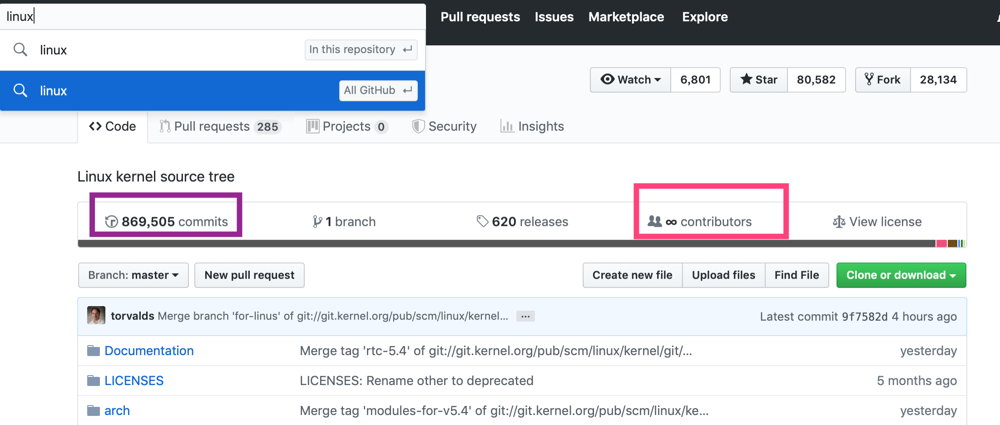 linux
Pull requests Issues Marketplace Explore
linux In this repository ↵
linux All GitHub ↵
Watch 6,801 Star 80,582 Fork 28,134
<> Code Pull requests 285 Projects 0 Security Insights
Linux kernel source tree
869,505 commits 1 branch 620 releases ∞ contributors View license
Branch: master New pull request Create new file Upload files Find File Clone or download
torvalds Merge branch 'for-linus' of git://git.kernel.org/pub/scm/linux/kernel... ... Latest commit 9f7582d 4 hours ago
Documentation Merge tag 'rtc-5.4' of git://git.kernel.org/pub/scm/linux/kernel/git/... yesterday
LICENSES LICENSES: Rename other to deprecated 5 months ago
arch Merge tag 'modules-for-v5.4' of git://git.kernel.org/pub/scm/linux/ke... yesterday